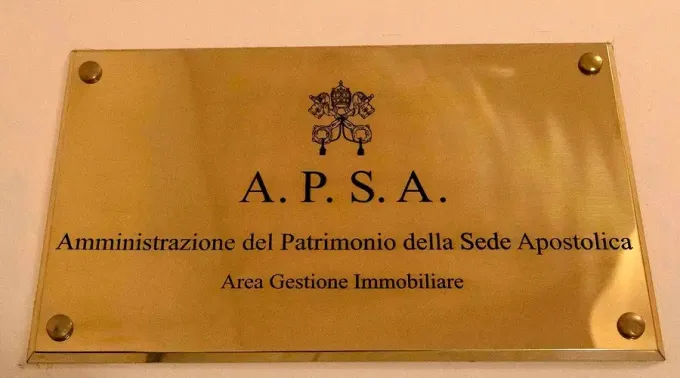 A. P. S. A.
Amministrazione del Patrimonio della Sede Apostolica
Area Gestione Immobiliare